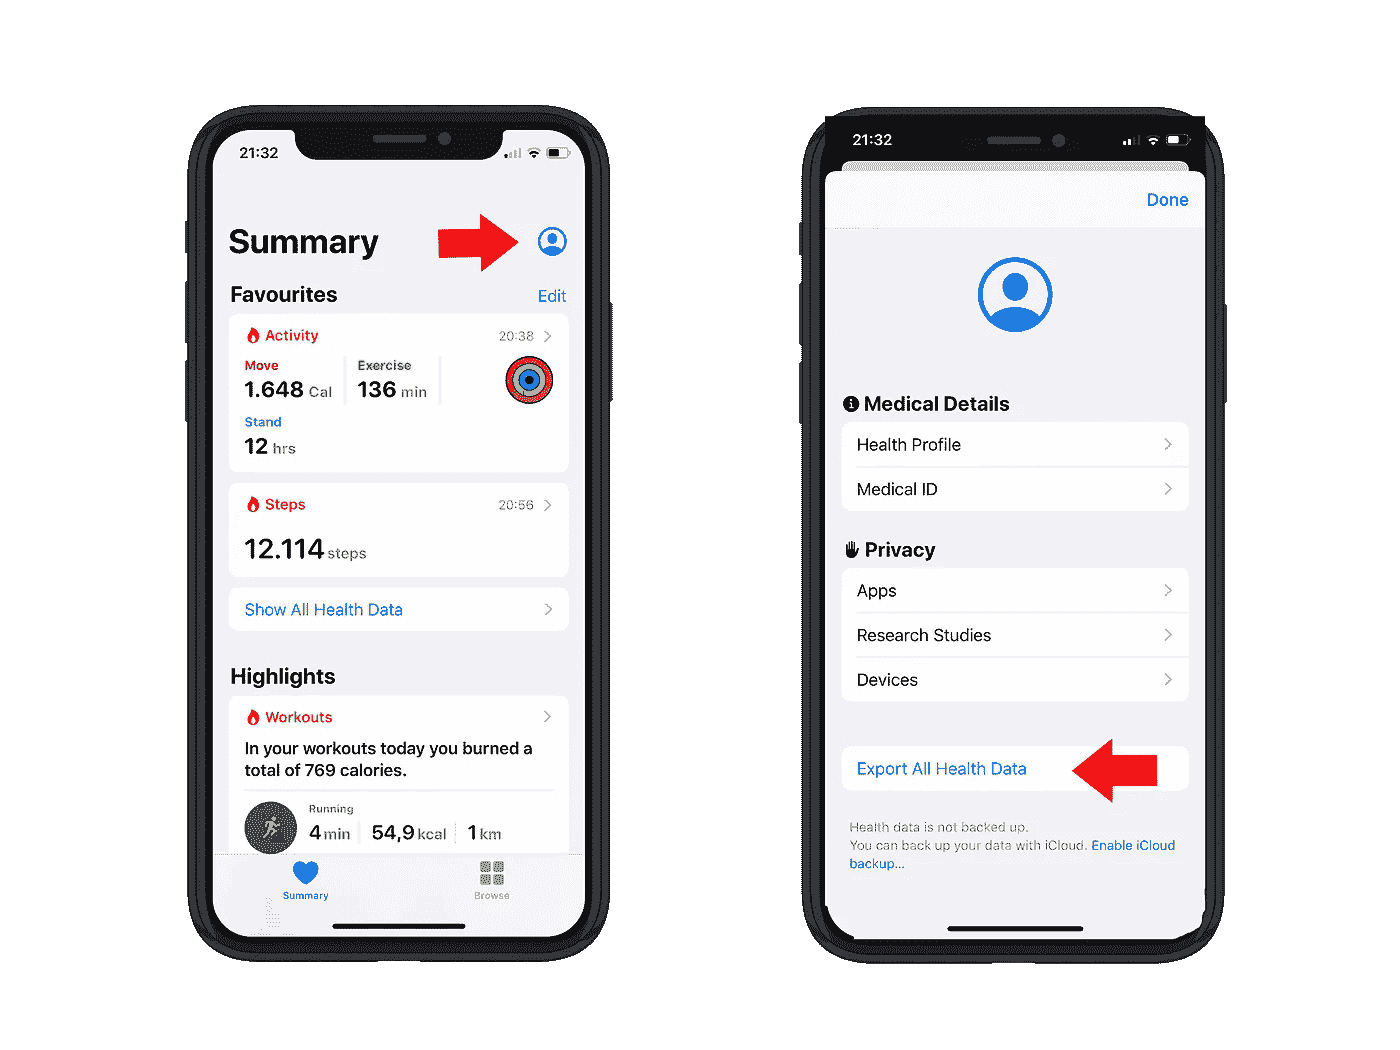 21:32
Summary
Favourites
Edit
Activity
20:38
Move
Exercise
1.648 Cal
136 min
Stand
12 hrs
Steps
20:56
12.114 steps
Show All Health Data
Highlights
Workouts
In your workouts today you burned a
total of 769 calories.
Running
4 min
54,9 kcal
1 km
Summary
Browse
21:32
Done
Medical Details
Health Profile
Medical ID
Privacy
Apps
Research Studies
Devices
Export All Health Data
Health data is not backed up.
You can back up your data with iCloud. Enable iCloud
backup...